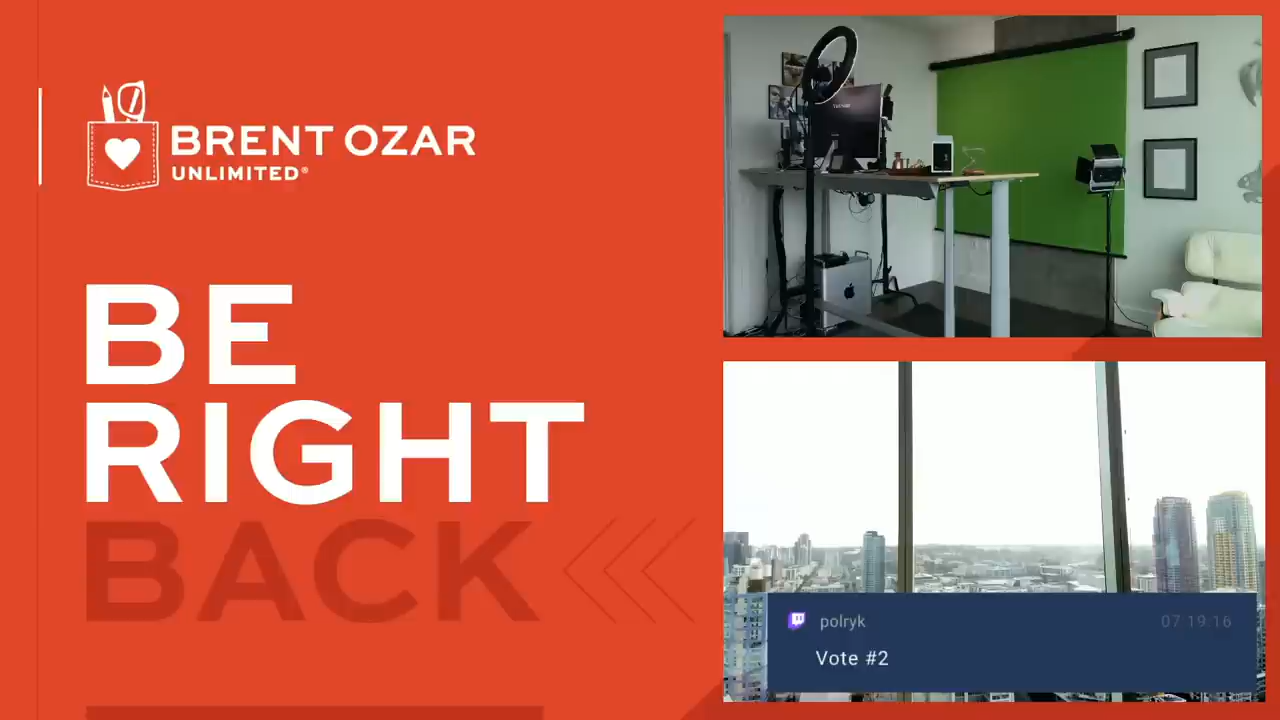 BRENT OZAR
UNLIMITED®
BE
RIGHT
BACK
polryk
07 19 16
Vote #2